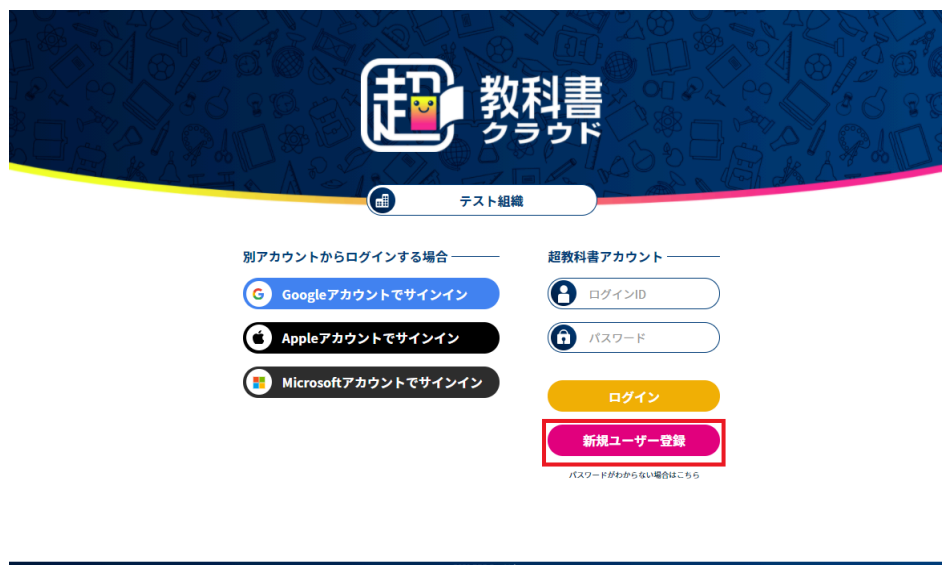 超
教科書
クラウド
テスト組織
別アカウントからログインする場合
Googleアカウントでサインイン
Appleアカウントでサインイン
Microsoftアカウントでサインイン
超教科書アカウント
ログインID
パスワード
ログイン
新規ユーザー登録
パスワードがわからない場合はこちら